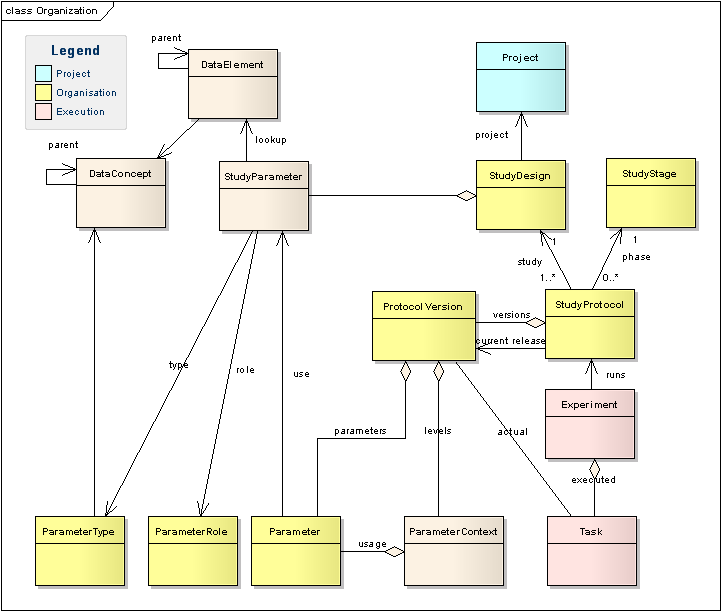 class Organization
Legend
Project
Organisation
Execution
parent
DataElement
Project
lookup
project
parent
DataConcept
StudyParameter
StudyDesign
StudyStage
1
1
study
phase
1..*
0..*
Protocol Version
versions
StudyProtocol
current release
type
role
use
runs
Experiment
parameters
levels
actual
executed
ParameterType
ParameterRole
Parameter
usage
ParameterContext
Task